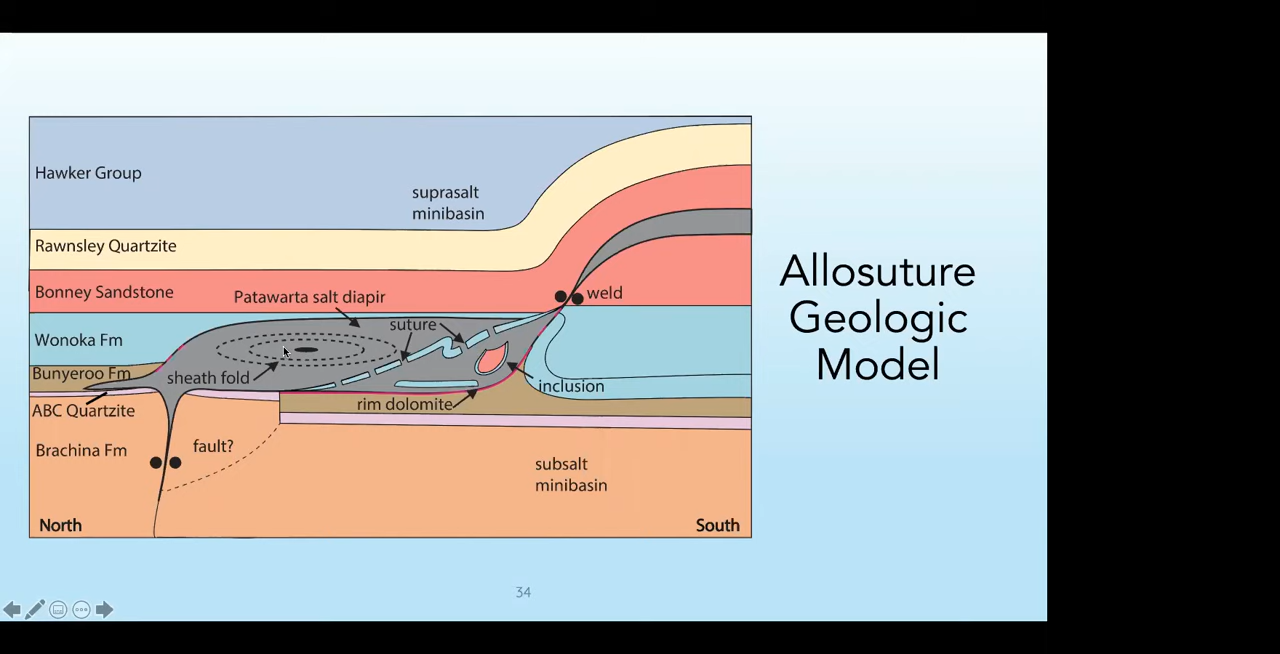 Hawker Group
suprasalt
minibasin
Rawnsley Quartzite
Bonney Sandstone
Patawarta salt diapir
weld
suture
Wonoka Fm
Bunyeroo Fm
sheath fold
inclusion
rim dolomite
ABC Quartzite
Brachina Fm
fault?
subsalt
minibasin
North
South
Allosuture
Geologic
Model
34